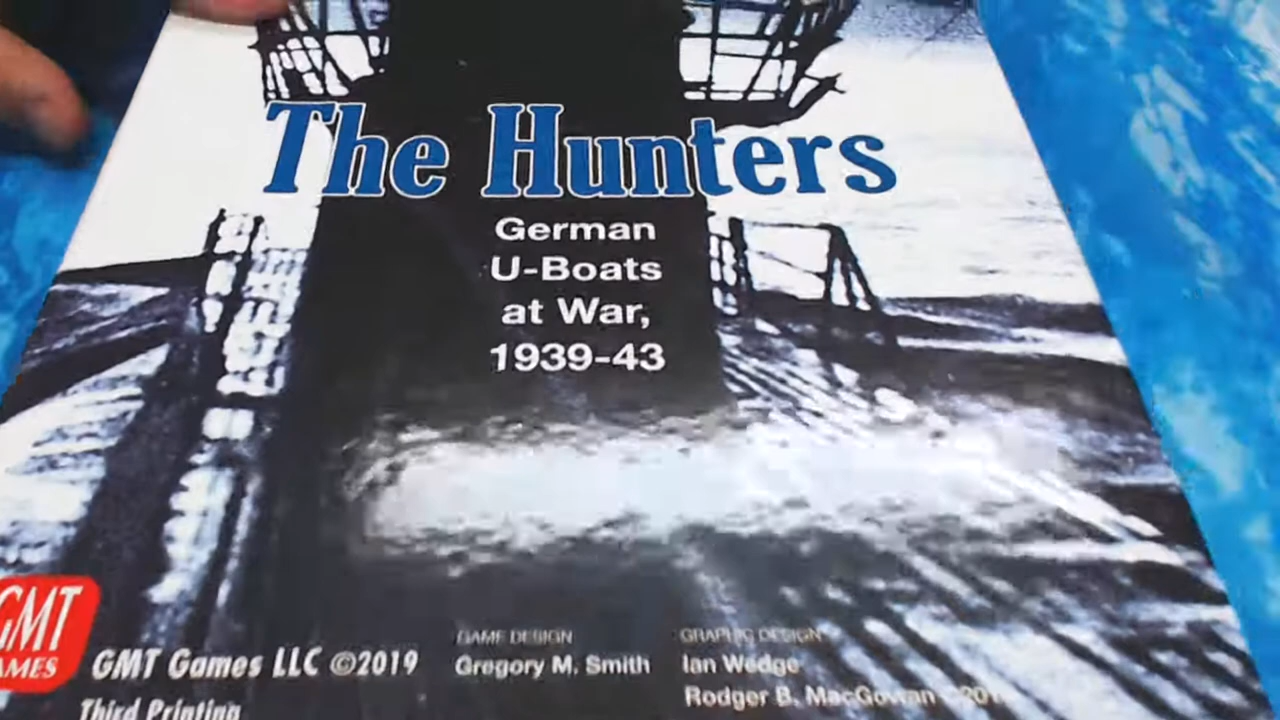 The Hunters
German
U-Boats
at War,
1939-43
GMT
GAMES
GMT Games LLC ©2019
Third Printing
GAME DESIGN
Gregory M. Smith
GRAPHIC DESIGN
Ian Wedge
Rodger B. MacGowan